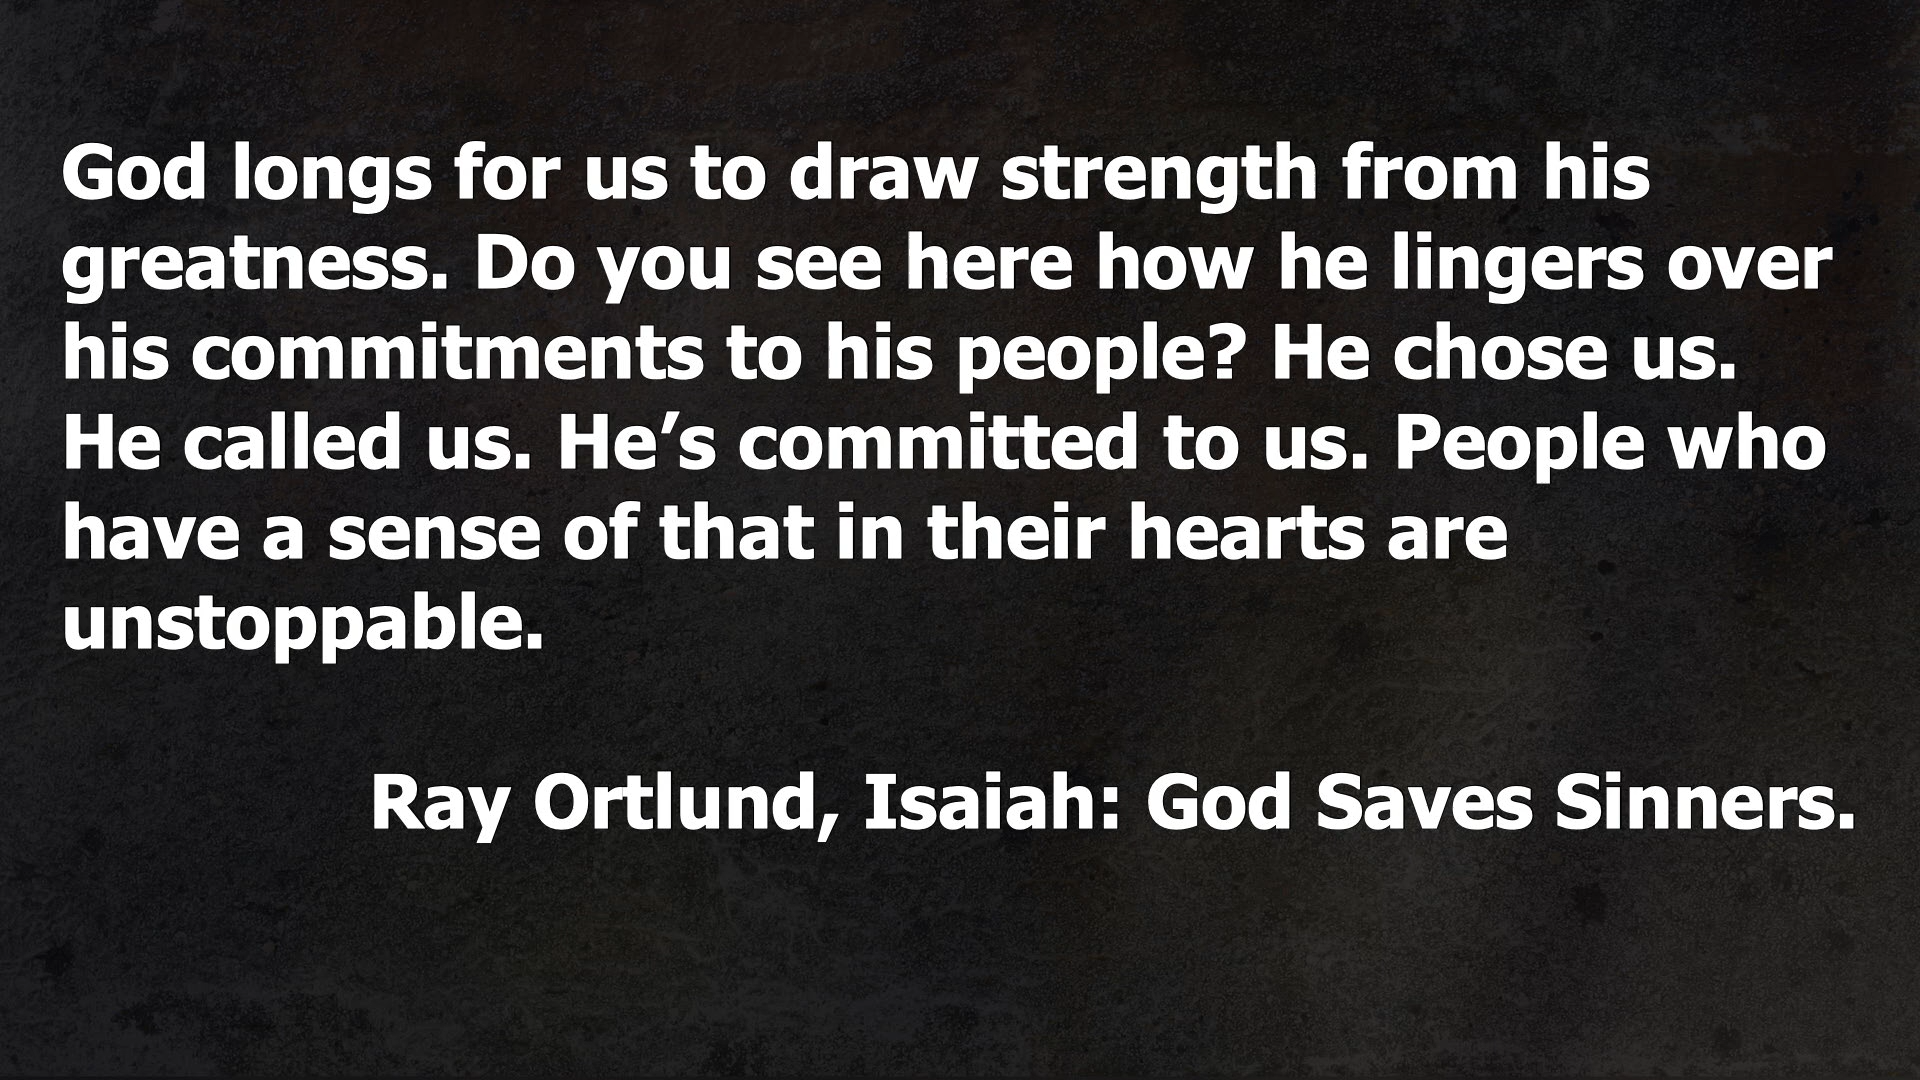 God longs for us to draw strength from his
greatness. Do you see here how he lingers over
his commitments to his people? He chose us.
He called us. He’s committed to us. People who
have a sense of that in their hearts are
unstoppable.
Ray Ortlund, Isaiah: God Saves Sinners.